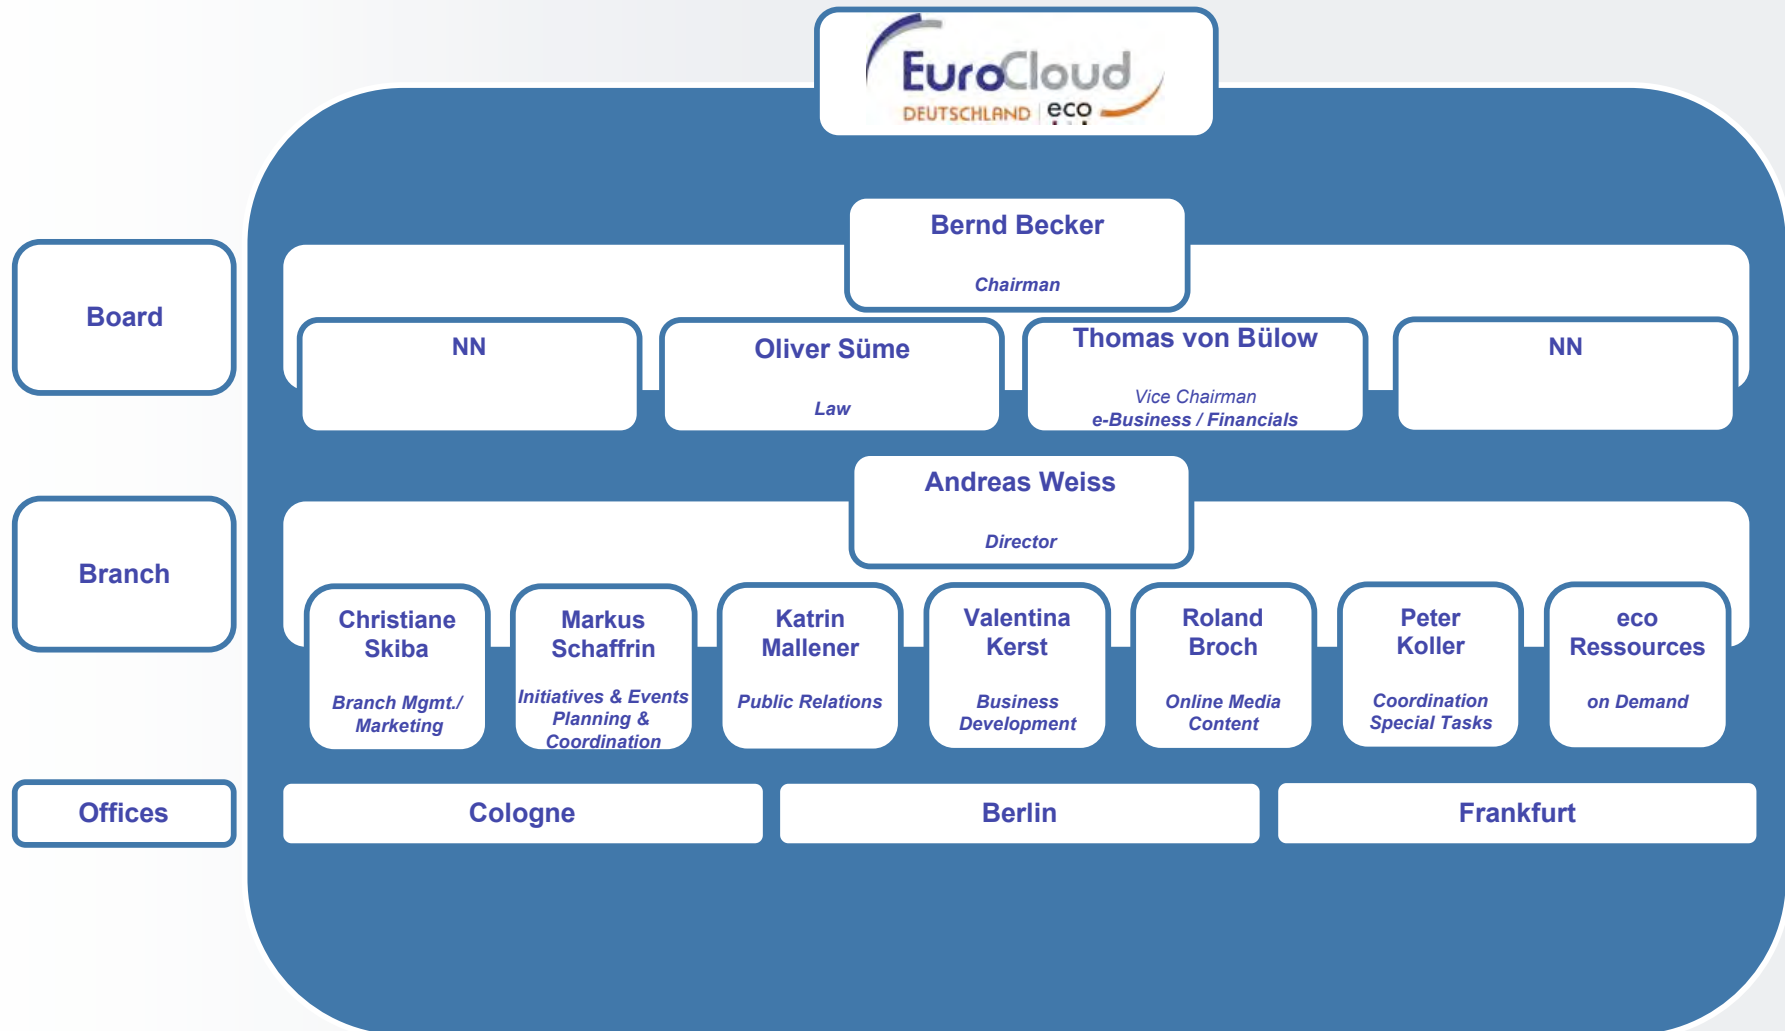 EuroCloud
DEUTSCHLAND eco
Bernd Becker
Chairman
Board
NN
Oliver Süme
Law
Thomas von Bülow
Vice Chairman
e-Business / Financials
NN
Andreas Weiss
Director
Branch
Christiane
Skiba
Branch Mgmt./
Marketing
Markus
Schaffrin
Initiatives & Events
Planning &
Coordination
Katrin
Mallener
Public Relations
Valentina
Kerst
Business
Development
Roland
Broch
Online Media
Content
Peter
Koller
Coordination
Special Tasks
eco
Ressources
on Demand
Offices
Cologne
Berlin
Frankfurt